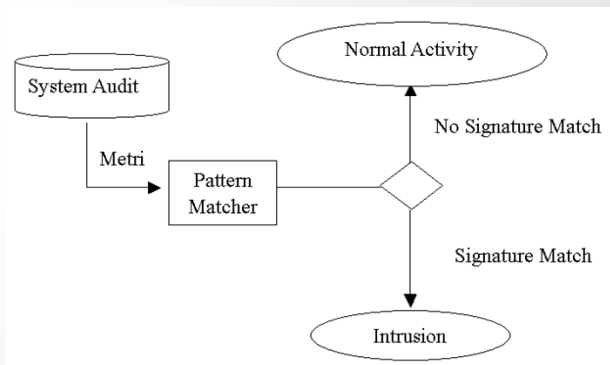 Normal Activity
System Audit
No Signature Match
Metri
Pattern
Matcher
Signature Match
Intrusion